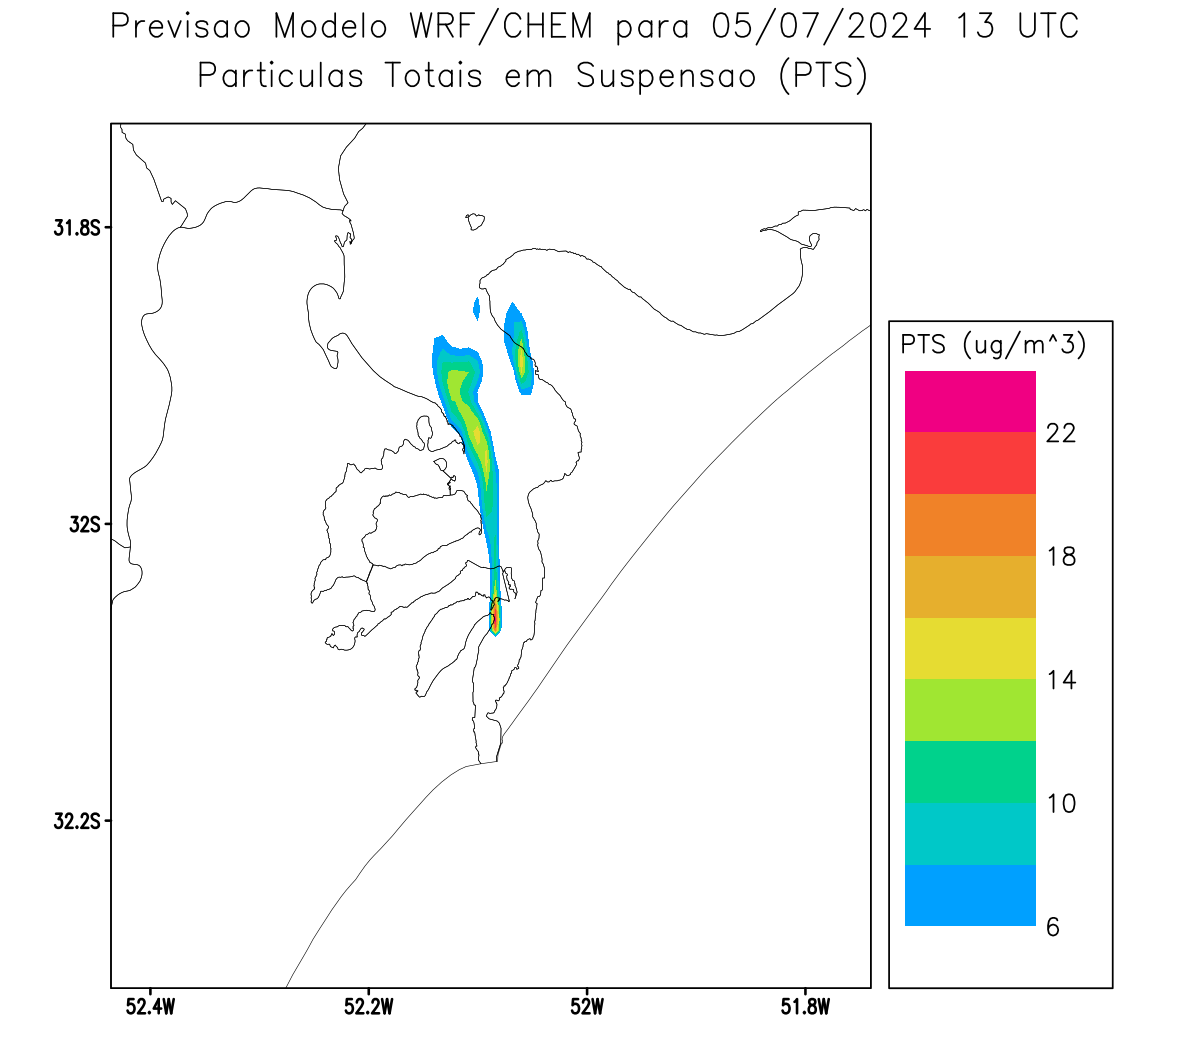 Previsao Modelo WRF/CHEM para 05/07/2024 13 UTC
Particulas Totais em Suspensao (PTS)
31.8S
32S
32.2S
52.4W
52.2W
52W
51.8W
PTS (ug/m^3)
22
18
14
10
6